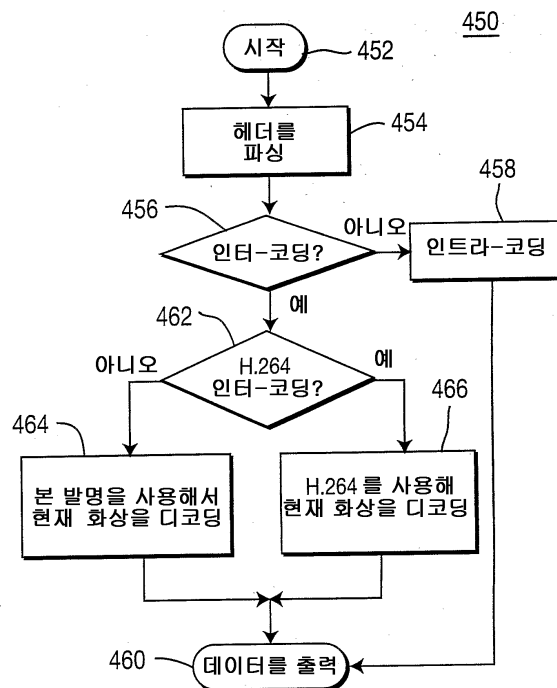 450
시작
452
헤더를
파싱
454
456
인터-코딩?
아니오
458
인트라-코딩
예
462
H.264
인터-코딩?
아니오
예
464
본 발명을 사용해서
현재 화상을 디코딩
466
H.264 를 사용해
현재 화상을 디코딩
460
데이터를 출력